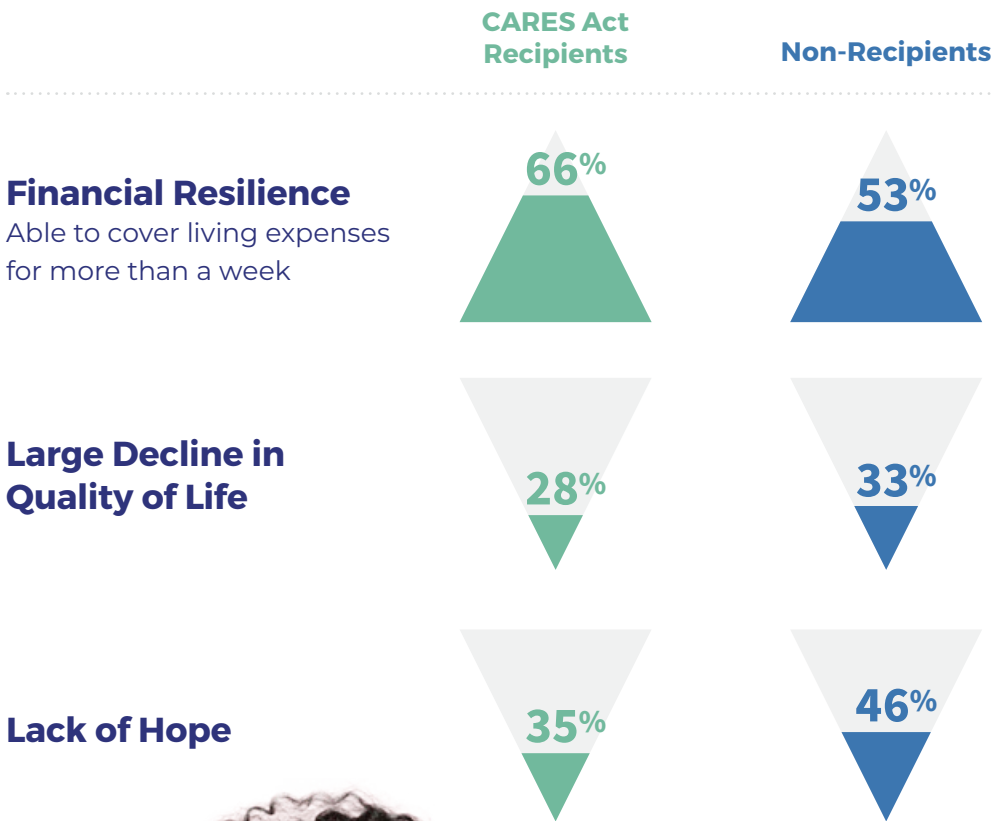 CARES Act
Recipients
Non-Recipients
Financial Resilience
Able to cover living expenses
for more than a week
66%
53%
Large Decline in
Quality of Life
28%
33%
Lack of Hope
35%
46%